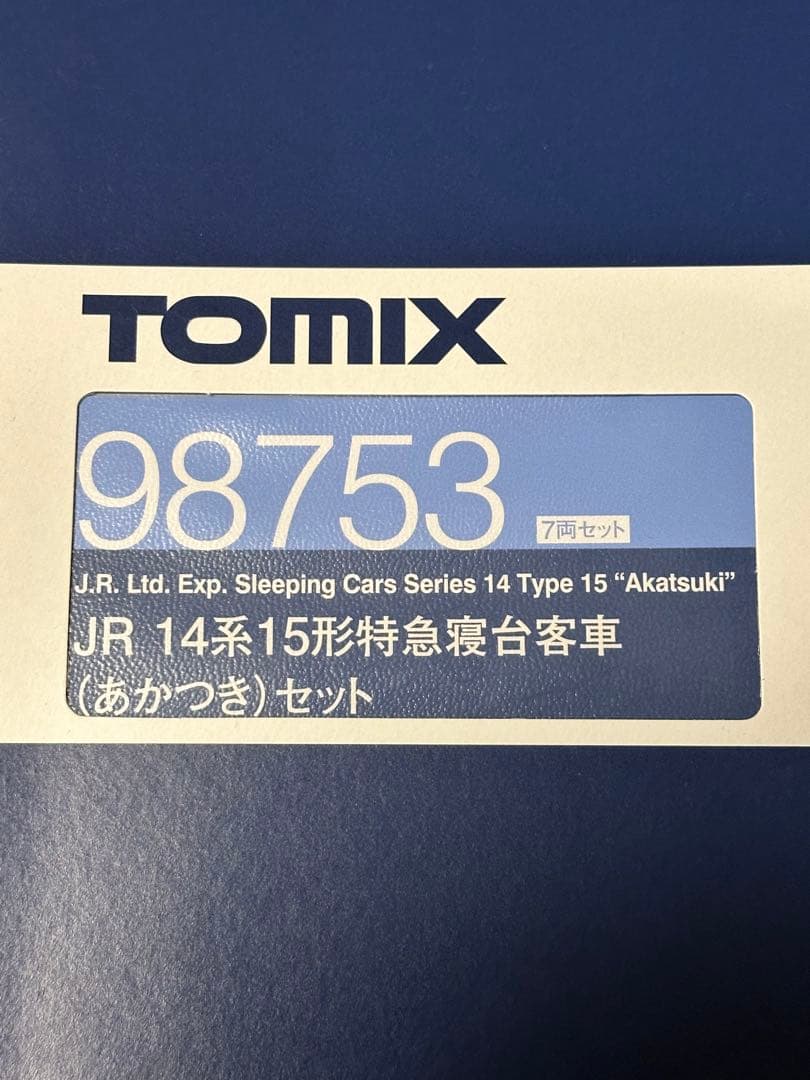 TOMIX
98753 7両セット
J.R. Ltd. Exp. Sleeping Cars Series 14 Type 15 “Akatsuki”
JR 14系15形特急寝台客車
(あかつき)セット